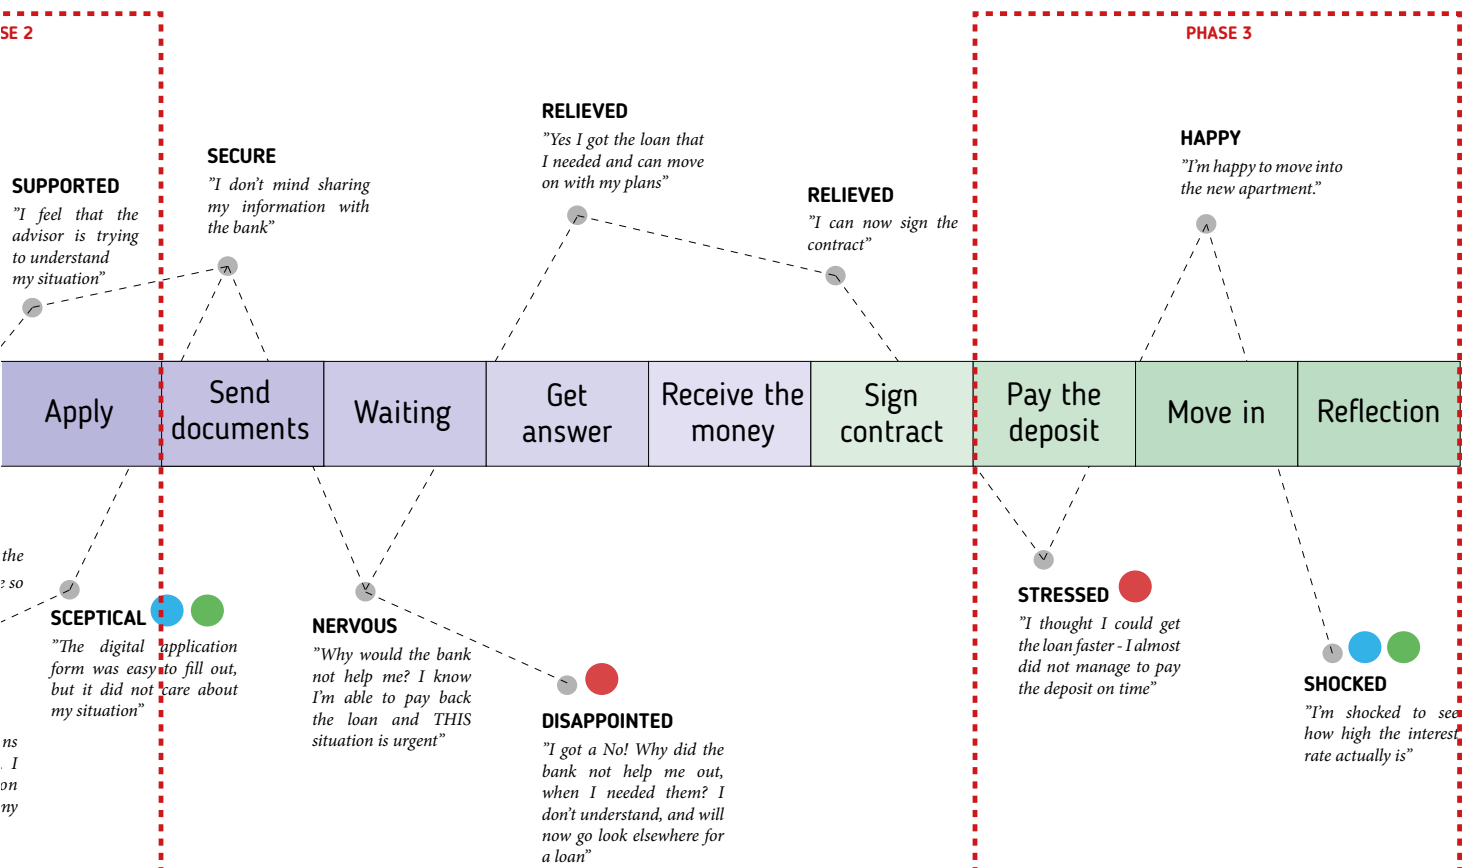 SE 2
PHASE 3
RELIEVED
"Yes I got the loan that
I needed and can move
on with my plans"
HAPPY
"I'm happy to move into
the new apartment."
SECURE
"I don't mind sharing
my information with
the bank"
SUPPORTED
"I feel that the
advisor is trying
to understand
my situation"
RELIEVED
"I can now sign the
contract"
Apply
Send
documents
Waiting
Get
answer
Receive the
money
Sign
contract
Pay the
deposit
Move in
Reflection
the
e so
SCEPTICAL
"The digital application
form was easy to fill out,
but it did not care about
my situation"
ns
. I
on
ny
NERVOUS
"Why would the bank
not help me? I know
I'm able to pay back
the loan and THIS
situation is urgent"
DISAPPOINTED
"I got a No! Why did the
bank not help me out,
when I needed them? I
don't understand, and will
now go look elsewhere for
a loan"
STRESSED
"I thought I could get
the loan faster - I almost
did not manage to pay
the deposit on time"
SHOCKED
"I'm shocked to see
how high the interest
rate actually is"